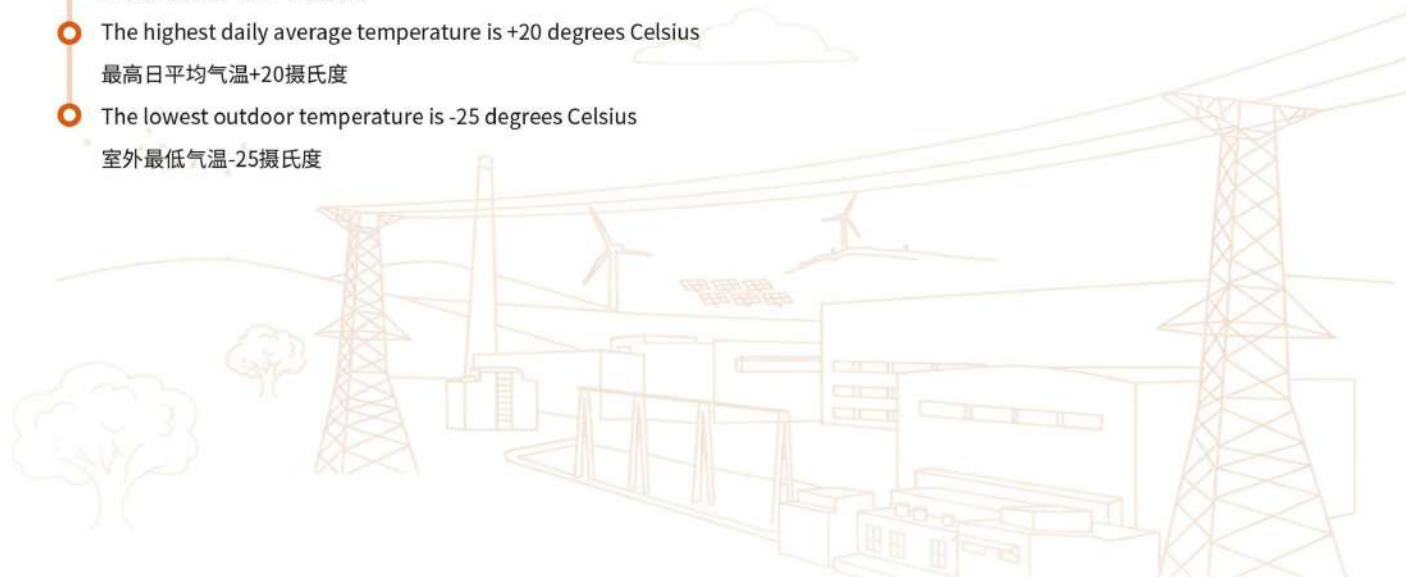 The highest daily average temperature is +20 degrees Celsius
最高日平均气温+20摄氏度
The lowest outdoor temperature is -25 degrees Celsius
室外最低气温-25摄氏度